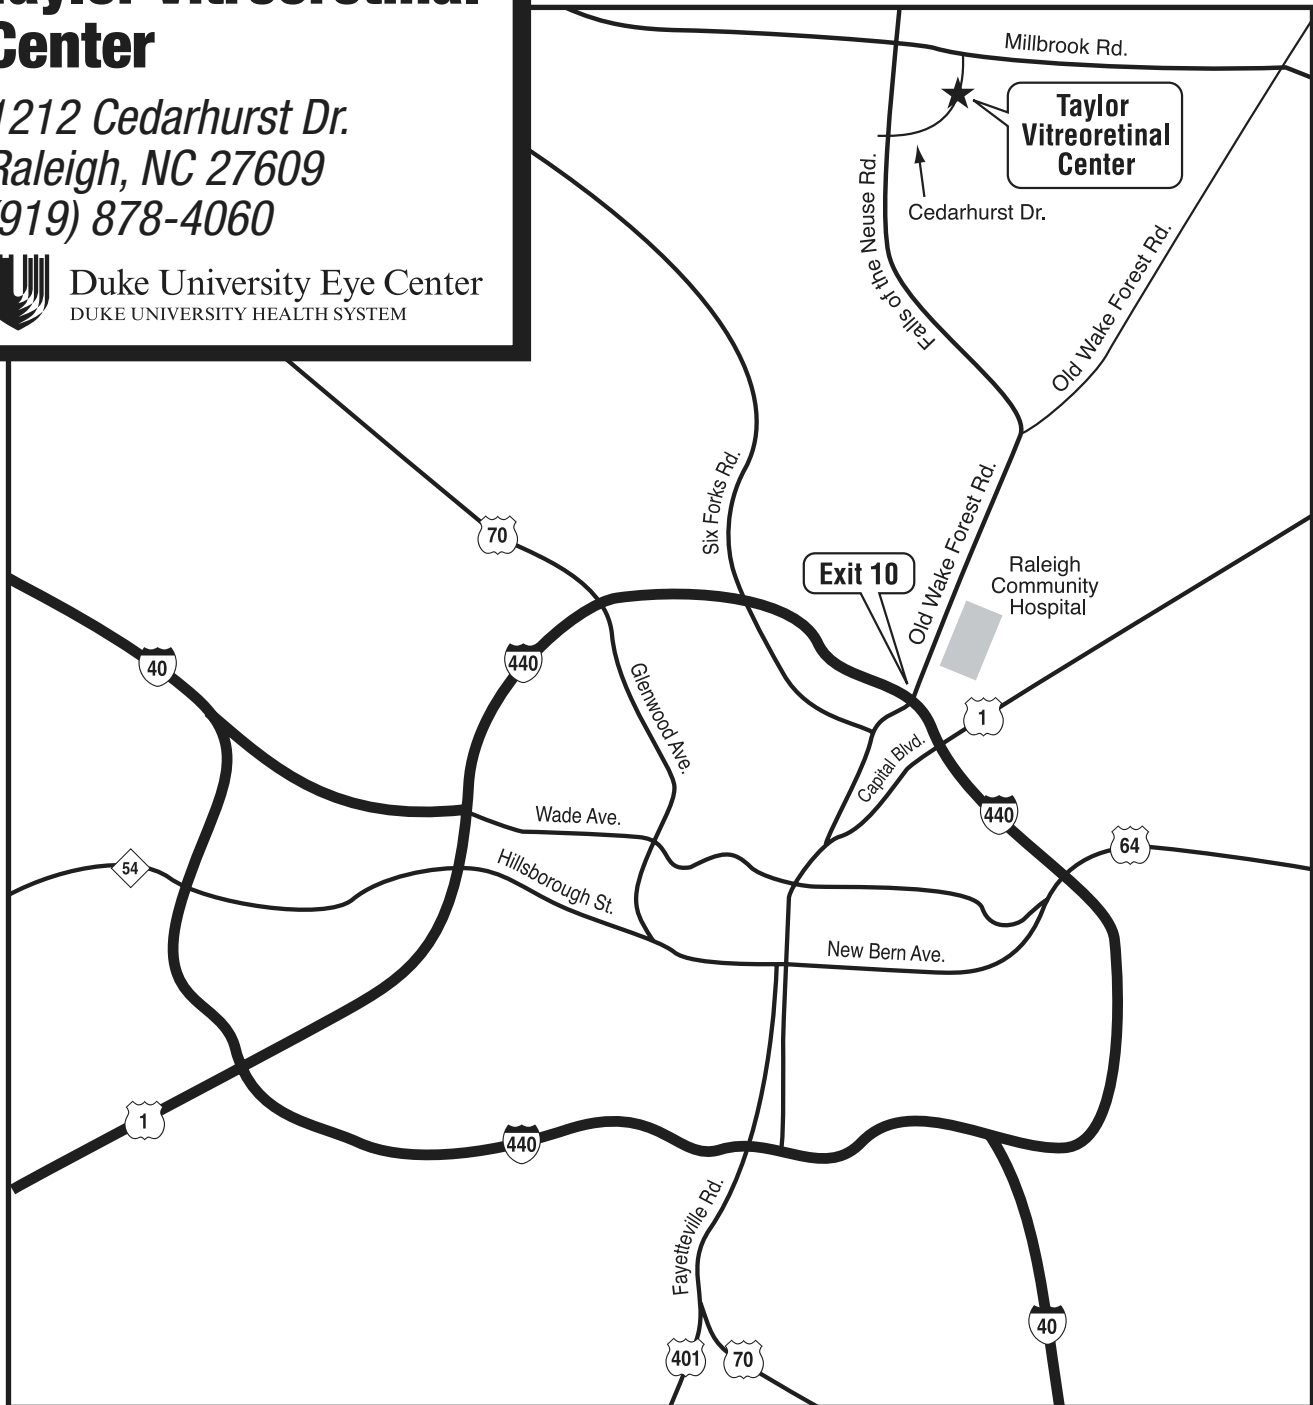 Taylor Vitreoretinal
Center
1212 Cedarhurst Dr.
Raleigh, NC 27609
(919) 878-4060
Duke University Eye Center
DUKE UNIVERSITY HEALTH SYSTEM
Millbrook Rd.
Taylor
Vitreoretinal
Center
Cedarhurst Dr.
Falls of the Neuse Rd.
Old Wake Forest Rd.
Six Forks Rd.
70
Old Wake Forest Rd.
Exit 10
Raleigh
Community
Hospital
40
440
Glenwood Ave.
1
Capital Blvd.
440
Wade Ave.
64
54
Hillsborough St.
New Bern Ave.
1
440
Fayetteville Rd.
40
401
70